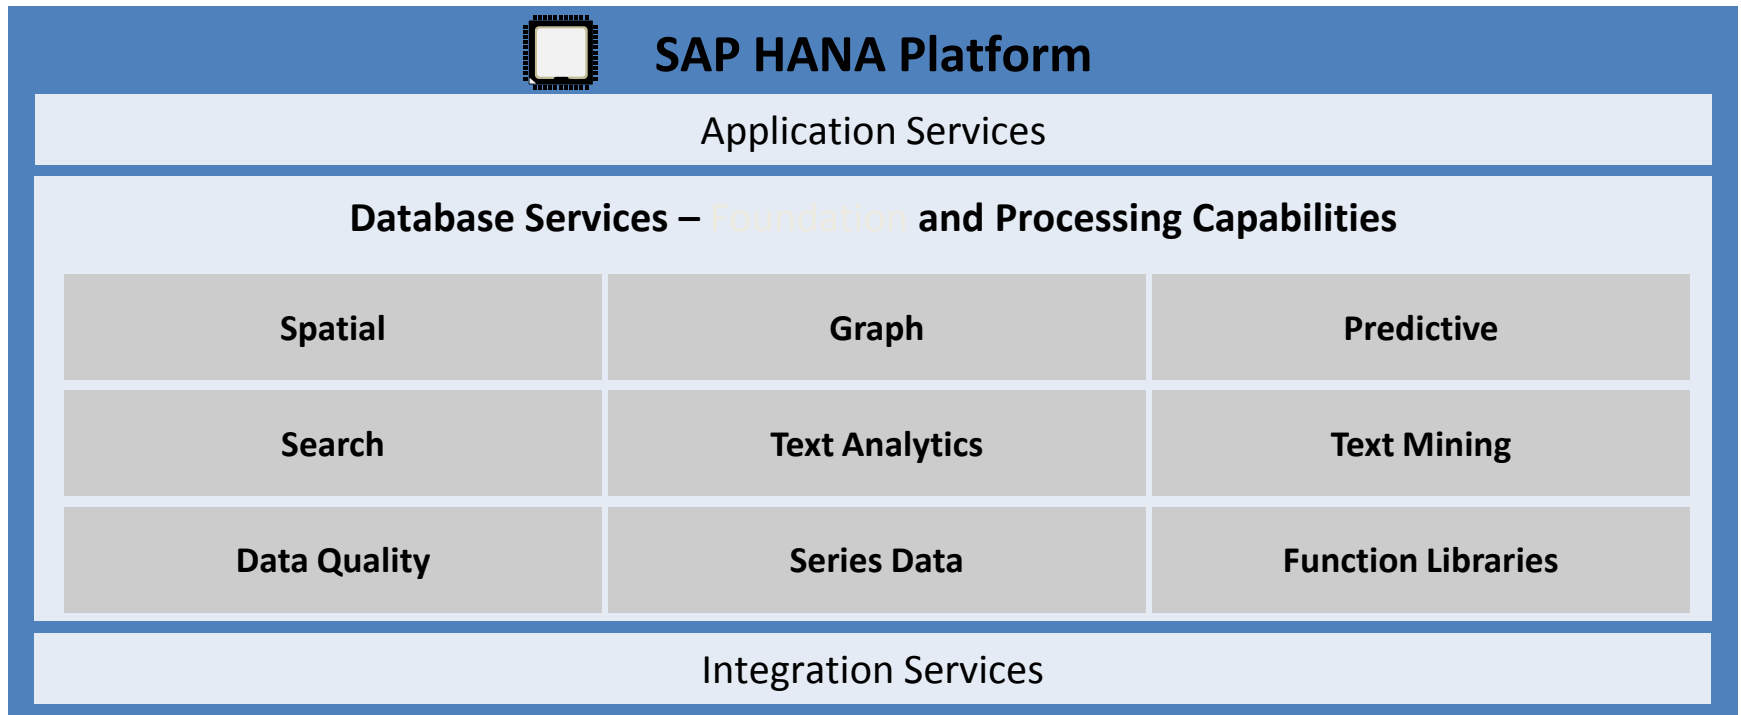 SAP HANA Platform
Application Services
Database Services – Foundation and Processing Capabilities
Spatial
Graph
Predictive
Search
Text Analytics
Text Mining
Data Quality
Series Data
Function Libraries
Integration Services